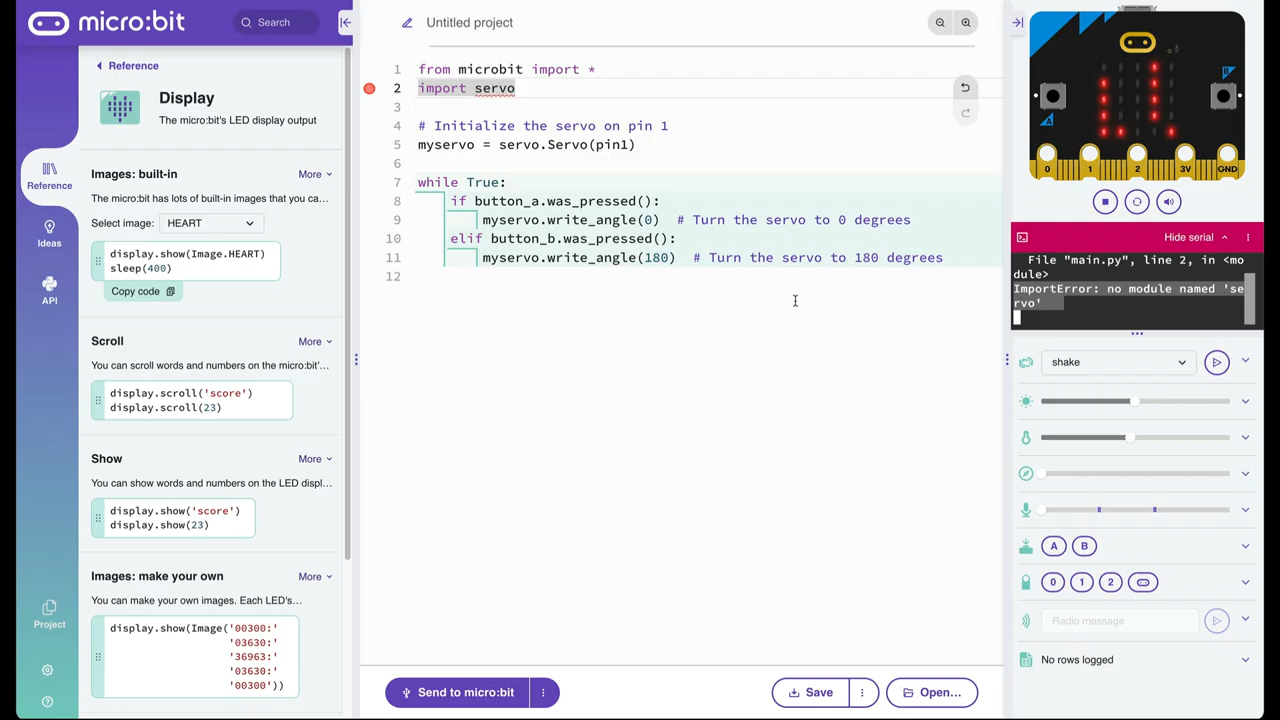 micro:bit
Search
Reference
Ideas
API
Project
Reference
Display
The micro:bit's LED display output
Images: built-in
More
The micro:bit has lots of built-in images that you ca…
Select image:
HEART
display.show(Image.HEART)
sleep(400)
Copy code
Scroll
More
You can scroll words and numbers on the micro:bit'…
display.scroll('score')
display.scroll(23)
Show
More
You can show words and numbers on the LED displ…
display.show('score')
display.show(23)
Images: make your own
More
You can make your own images. Each LED's…
display.show(Image('00300:'
'03630:'
'36963:'
'03630:'
'00300'))
Untitled project
1 from microbit import *
2 import servo
3
4 # Initialize the servo on pin 1
5 myservo = servo.Servo(pin1)
6
7 while True:
8 if button_a.was_pressed():
9 myservo.write_angle(0)  # Turn the servo to 0 degrees
10 elif button_b.was_pressed():
11 myservo.write_angle(180)  # Turn the servo to 180 degrees
12
Send to micro:bit
Save
Open...
B
A
0 1 2 3V GND
Hide serial
File "main.py", line 2, in <mo
dule>
ImportError: no module named 'se
rvo'
shake
A B
0 1 2
Radio message
No rows logged